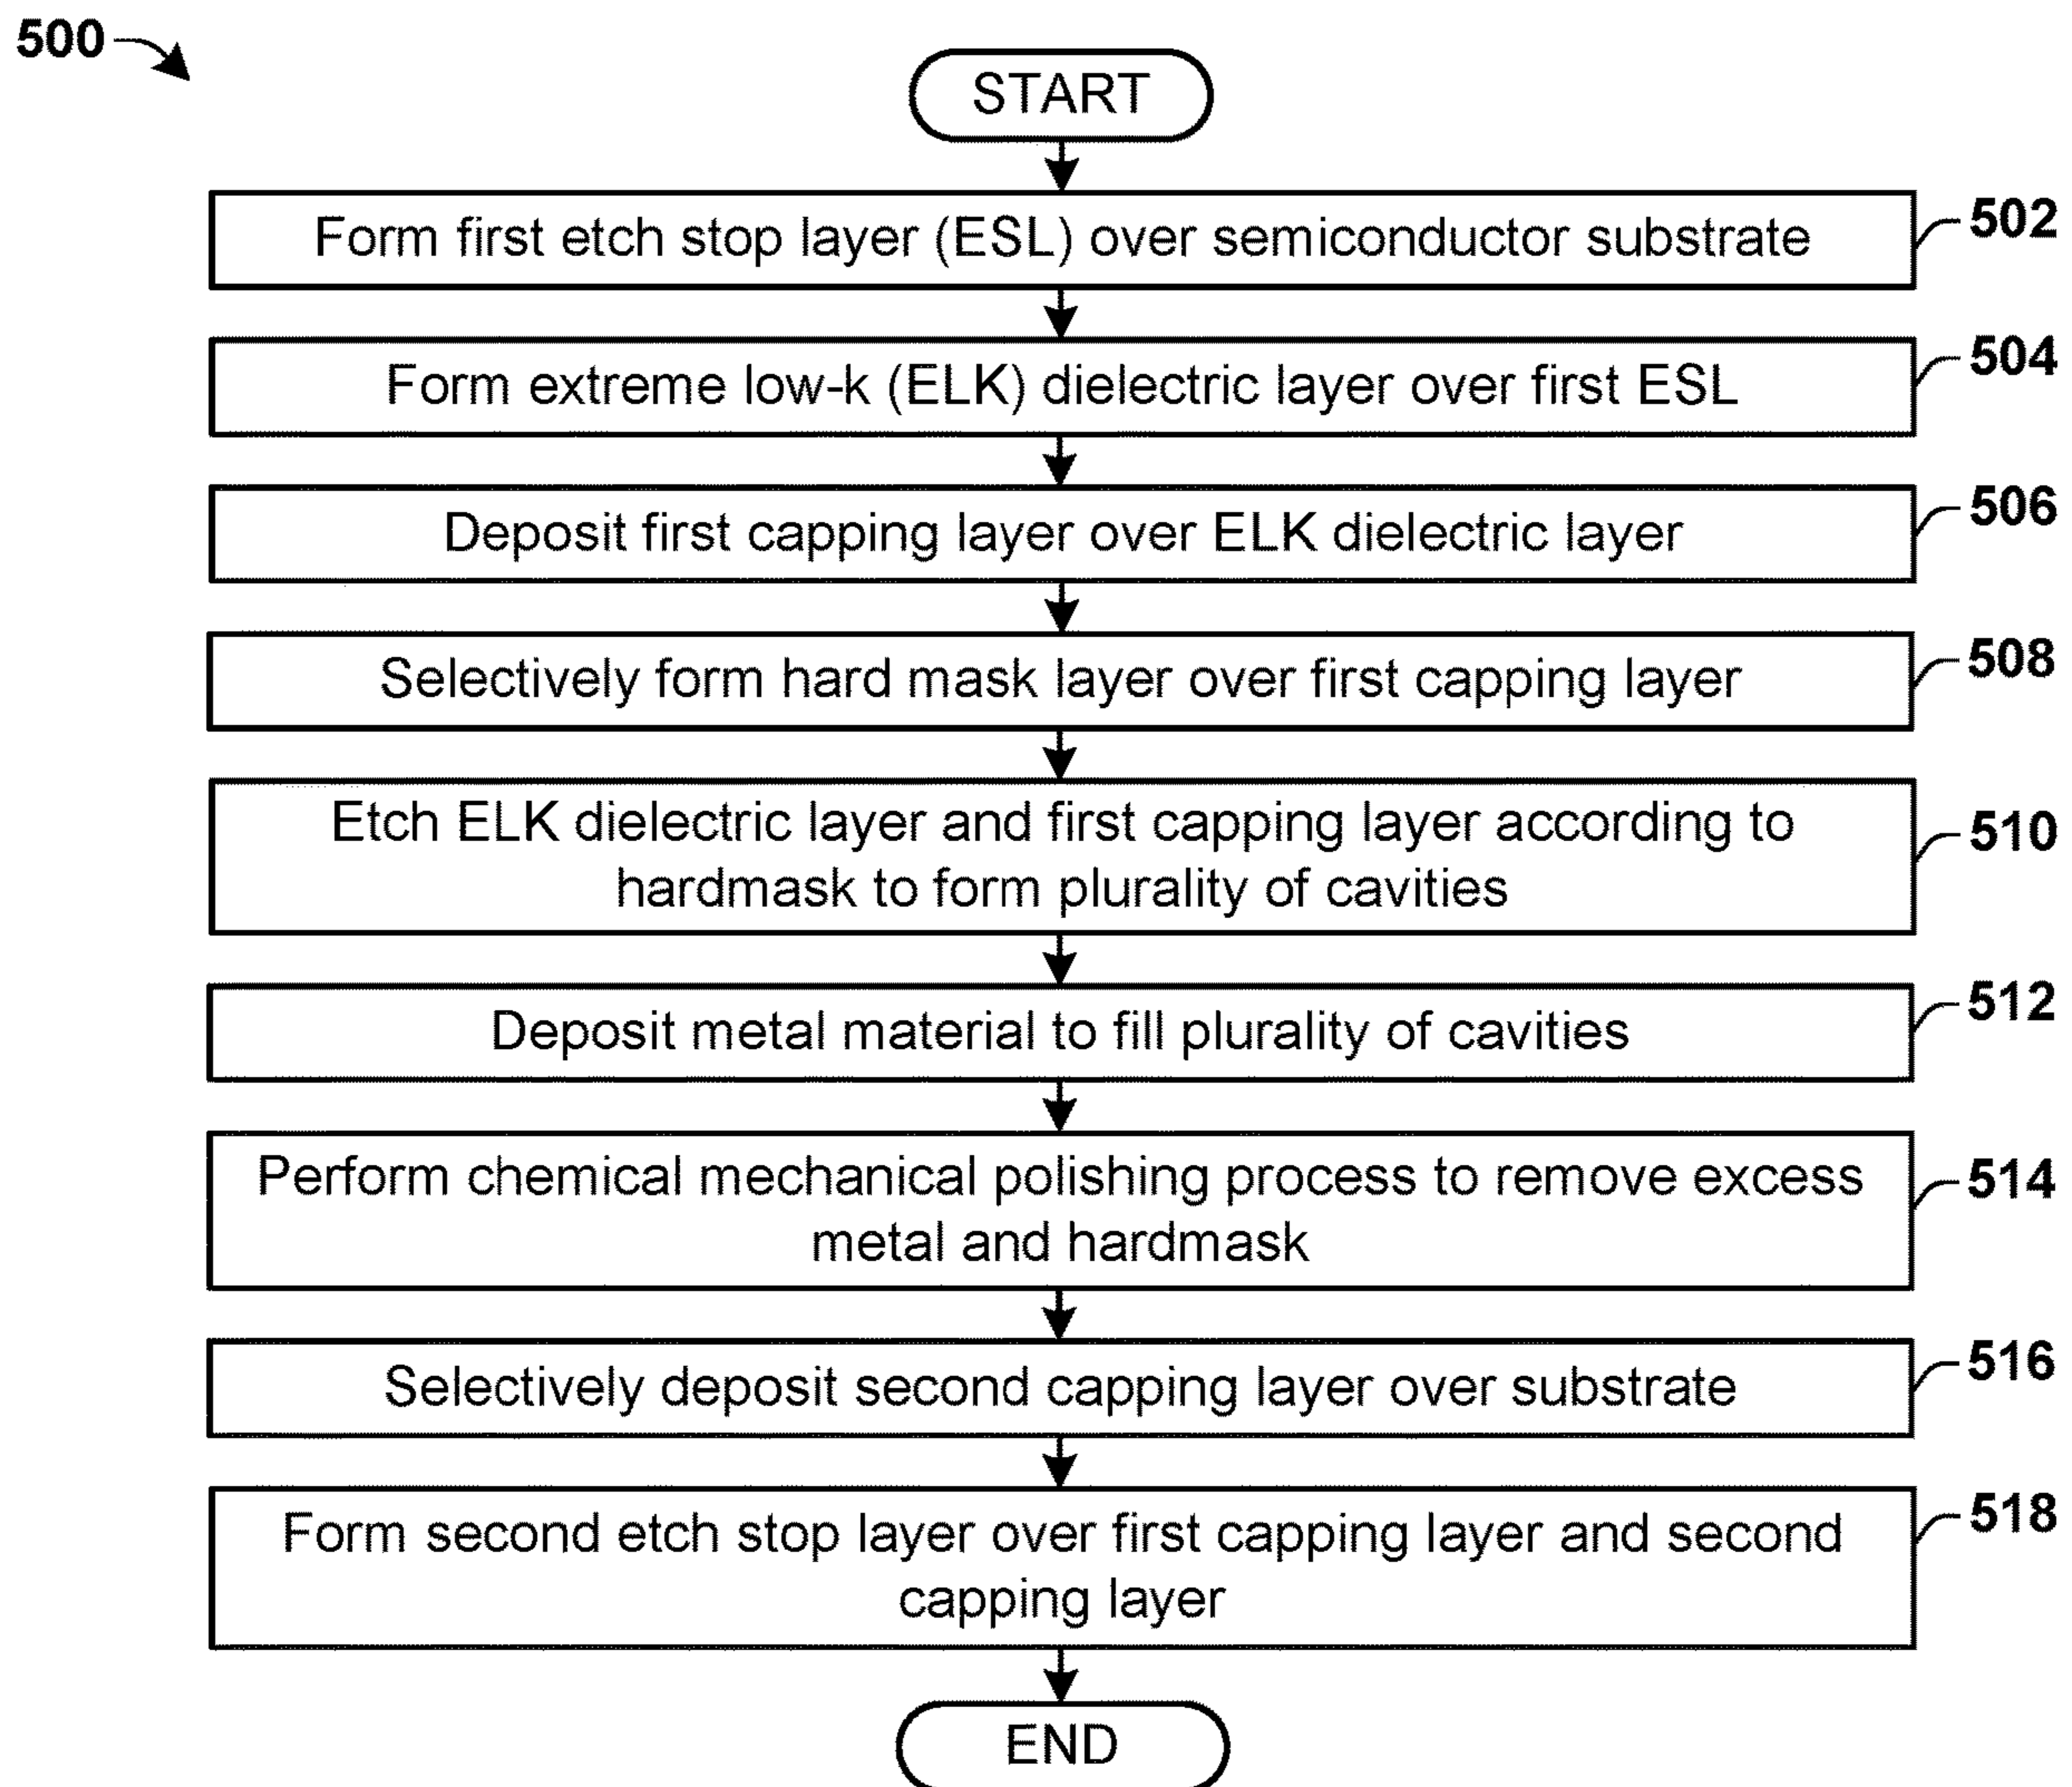 500
START
Form first etch stop layer (ESL) over semiconductor substrate
502
Form extreme low-k (ELK) dielectric layer over first ESL
504
Deposit first capping layer over ELK dielectric layer
506
Selectively form hard mask layer over first capping layer
508
Etch ELK dielectric layer and first capping layer according to
hardmask to form plurality of cavities
510
Deposit metal material to fill plurality of cavities
512
Perform chemical mechanical polishing process to remove excess
metal and hardmask
514
Selectively deposit second capping layer over substrate
516
Form second etch stop layer over first capping layer and second
capping layer
518
END